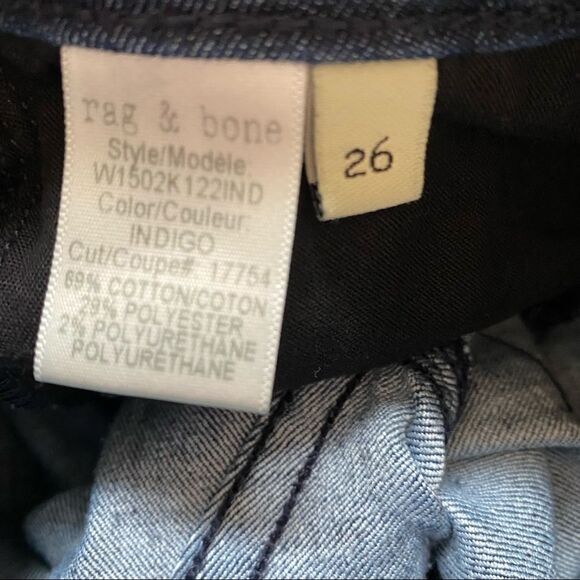 rag & bone
Style/Modèle.
W1502K122IND
Color/Couleur:
INDIGO
Cut/Coupe# 17754
69% COTTON/COTON
29% POLYESTER
2% POLYURETHANE
POLYURETHANE
26